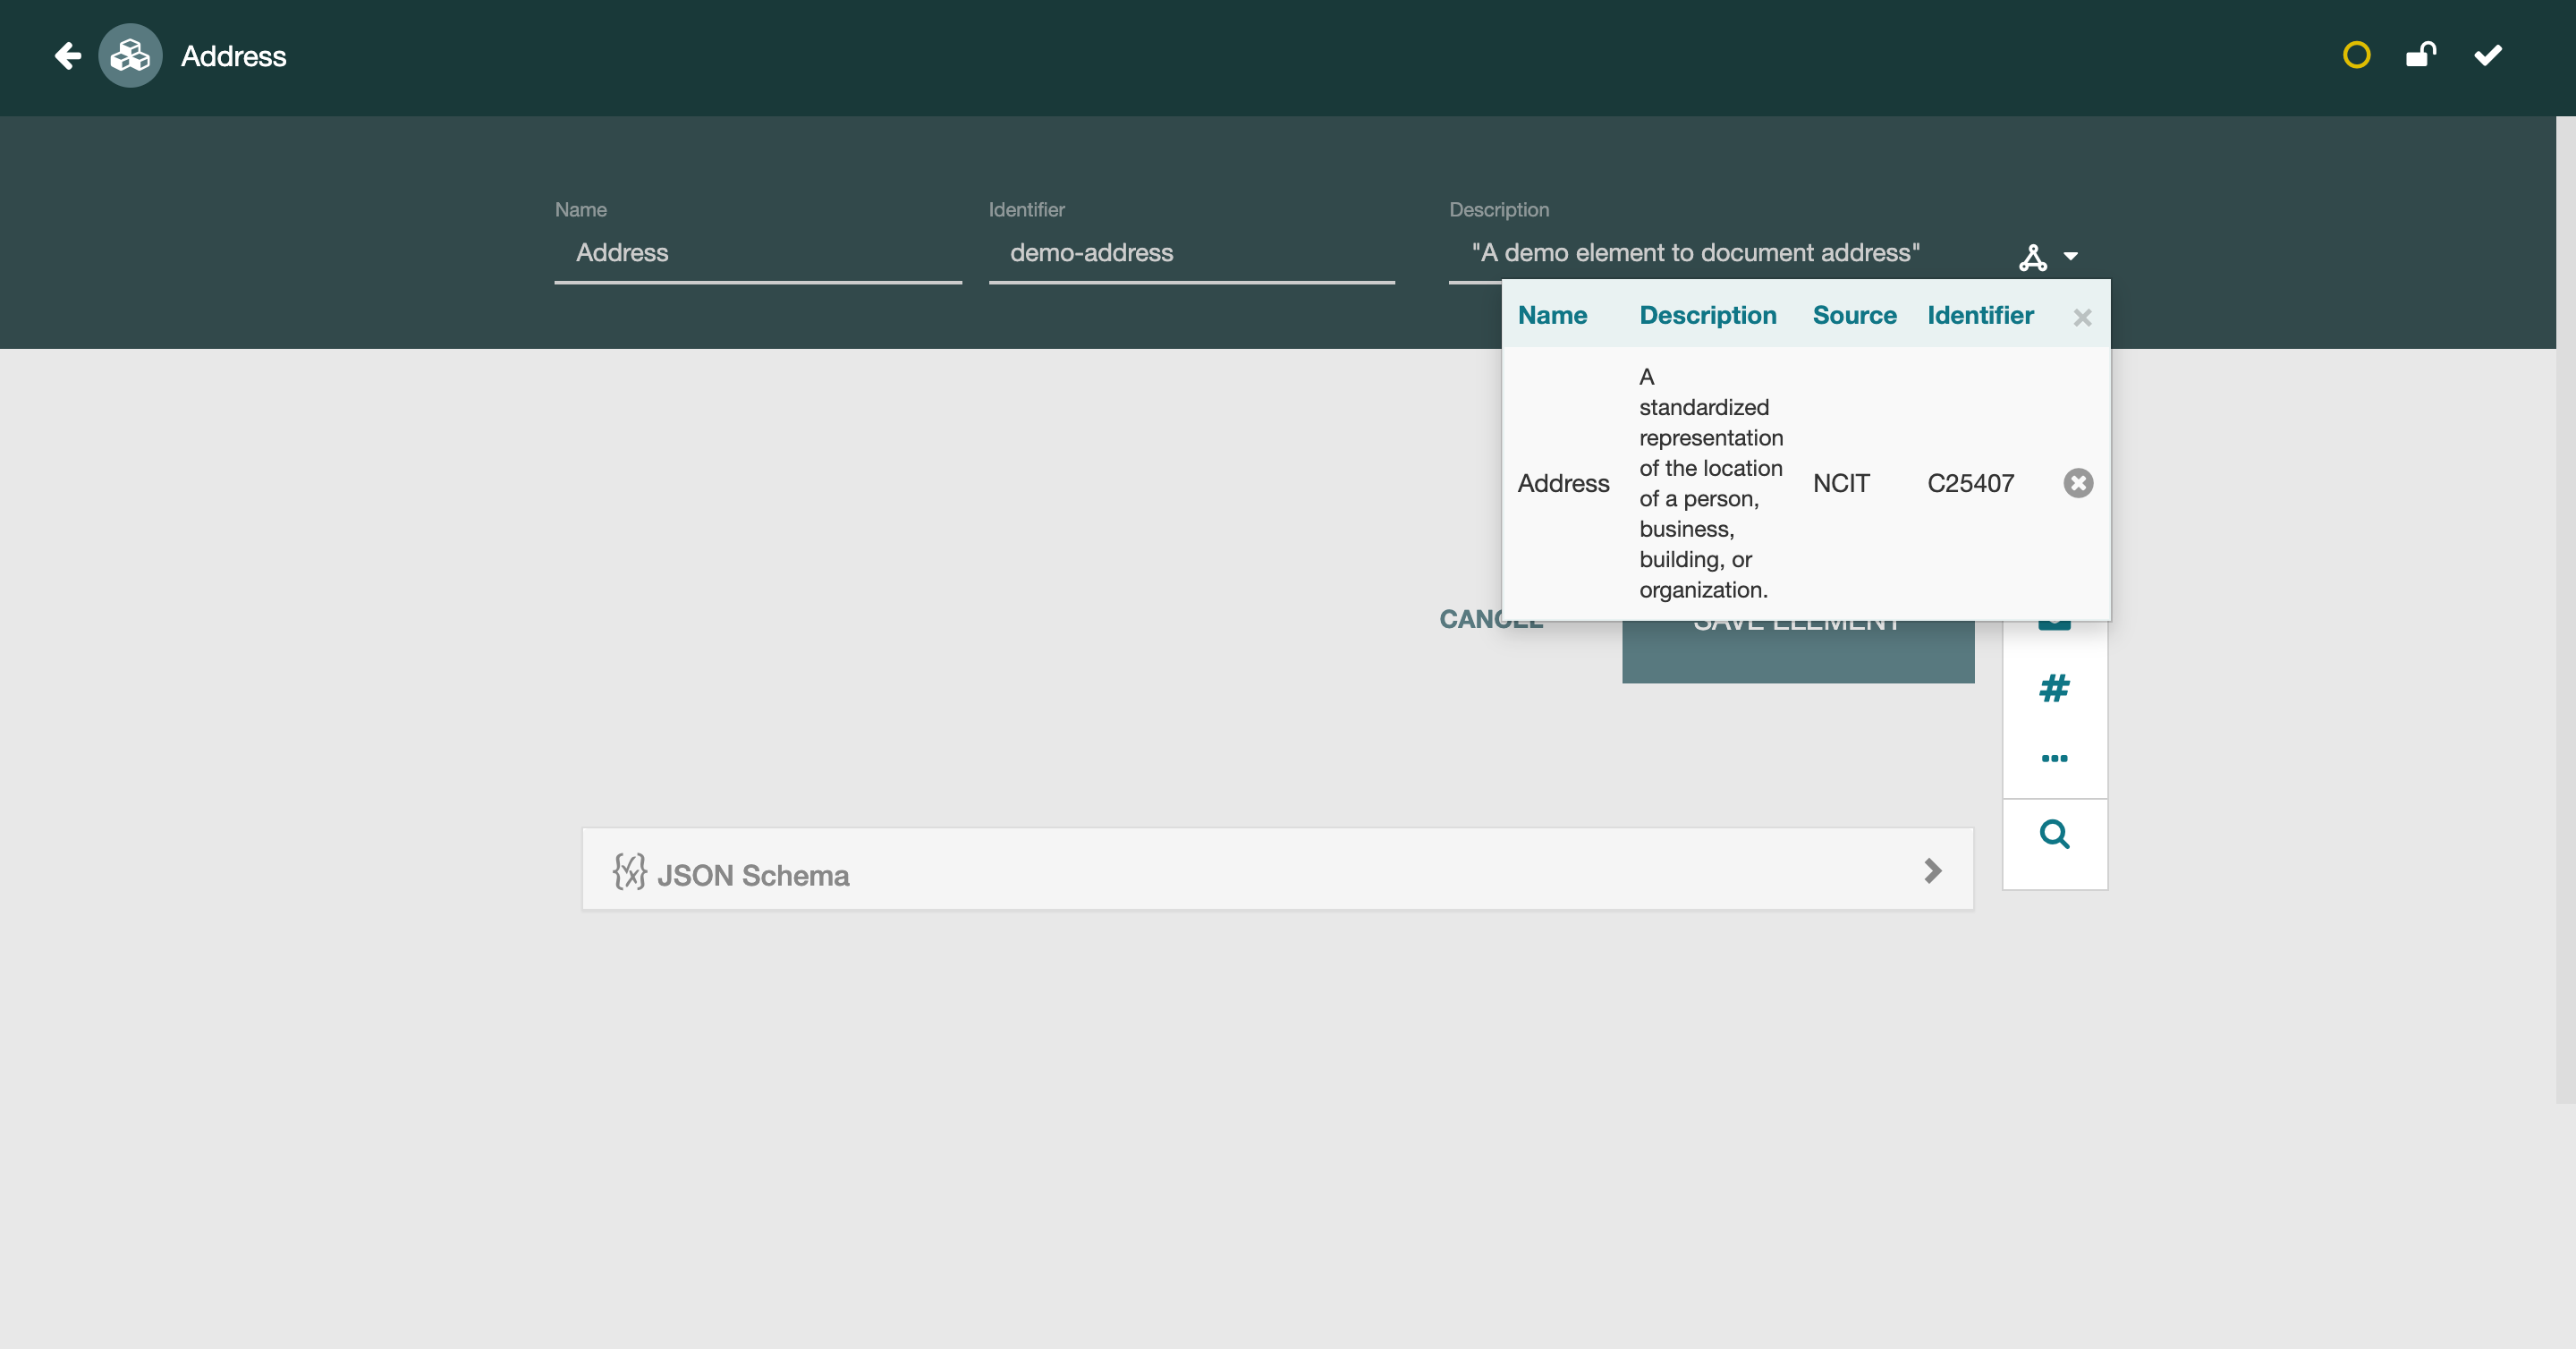 Address
Name
Identifier
Description
Address
demo-address
"A demo element to document address"
Name Description Source Identifier
Address
A
standardized
representation
of the location
of a person,
business,
building, or
organization.
NCIT
C25407
CANCEL
SAVE ELEMENT
#
JSON Schema